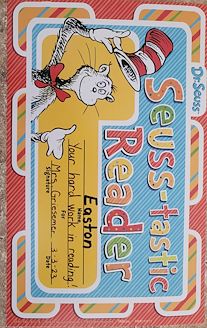 Dr. Seuss
Seuss-tastic
Reader
Easton
Name
Your hard work in reading
For
Mrs. Griesemer 3-3-23
Signature Date